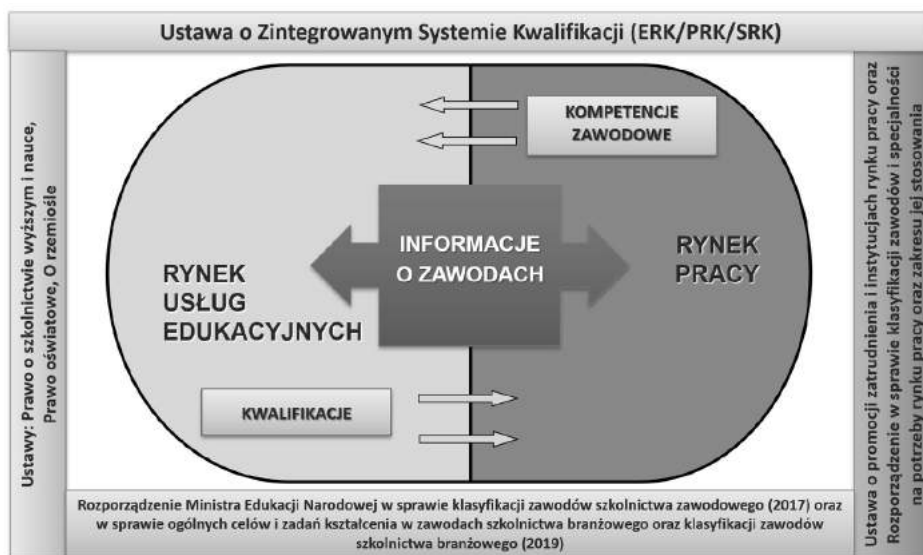 Ustawa o Zintegrowanym Systemie Kwalifikacji (ERK/PRK/SRK)
Ustawy: Prawo o szkolnictwie wyższym i nauce,
Prawo oświatowe, O rzemiośle
KOMPETENCJE
ZAWODOWE
INFORMACJE
O ZAWODACH
RYNEK
USŁUG
EDUKACYJNYCH
RYNEK
PRACY
KWALIFIKACJE
Ustawa o promocji zatrudnienia i instytucjach rynku pracy oraz
Rozporządzenie w sprawie klasyfikacji zawodów i specjalności
na potrzeby rynku pracy oraz zakresu jej stosowania
Rozporządzenie Ministra Edukacji Narodowej w sprawie klasyfikacji zawodów szkolnictwa zawodowego (2017) oraz
w sprawie ogólnych celów i zadań kształcenia w zawodach szkolnictwa branżowego oraz klasyfikacji zawodów
szkolnictwa branżowego (2019)